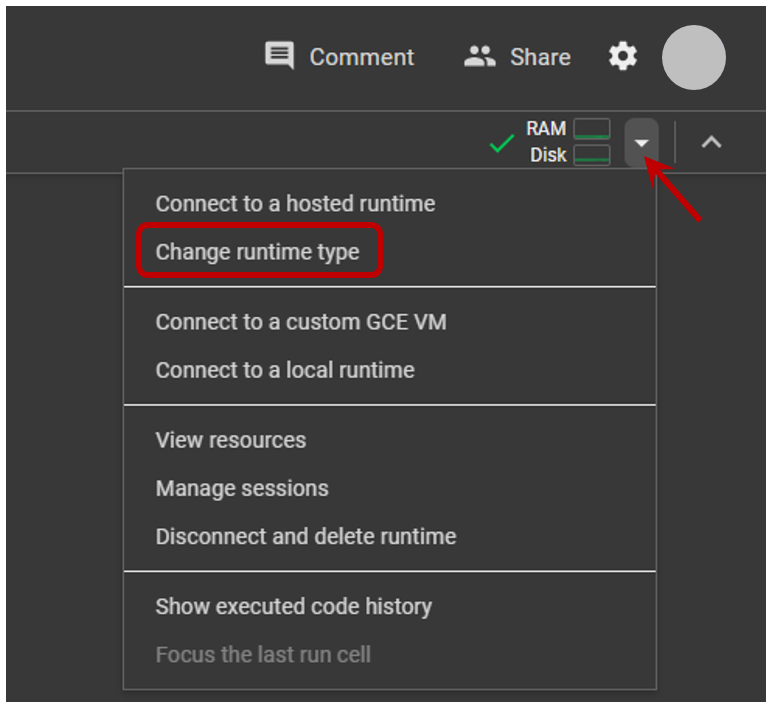 Comment Share
RAM
Disk
Connect to a hosted runtime
Change runtime type
Connect to a custom GCE VM
Connect to a local runtime
View resources
Manage sessions
Disconnect and delete runtime
Show executed code history
Focus the last run cell